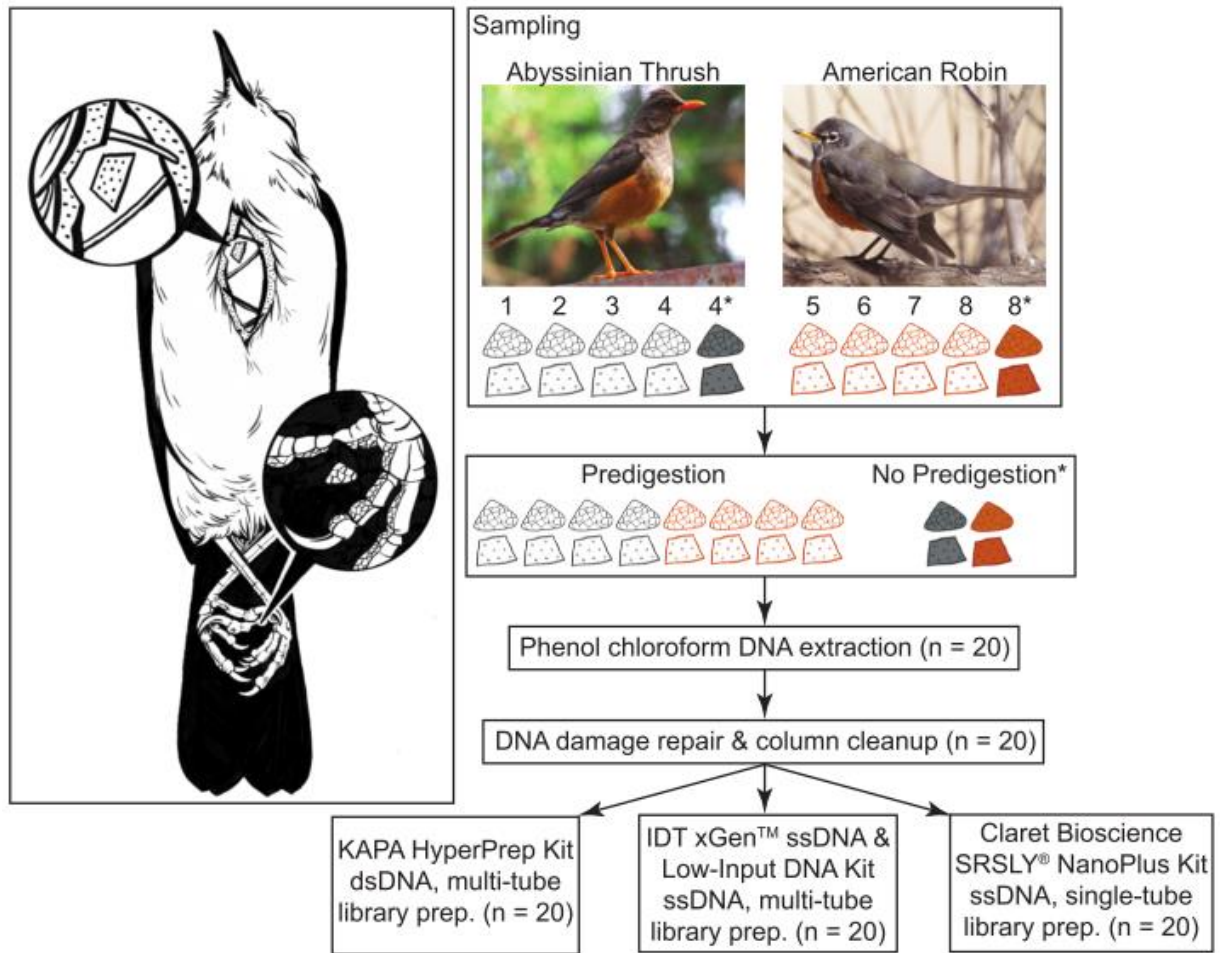 Sampling
Abyssinian Thrush
American Robin
1 2 3 4 4*
5 6 7 8 8*
Predigestion
No Predigestion*
Phenol chloroform DNA extraction (n = 20)
DNA damage repair & column cleanup (n = 20)
KAPA HyperPrep Kit
dsDNA, multi-tube
library prep. (n = 20)
IDT xGen™ ssDNA &
Low-Input DNA Kit
ssDNA, multi-tube
library prep. (n = 20)
Claret Bioscience
SRSLY® NanoPlus Kit
ssDNA, single-tube
library prep. (n = 20)